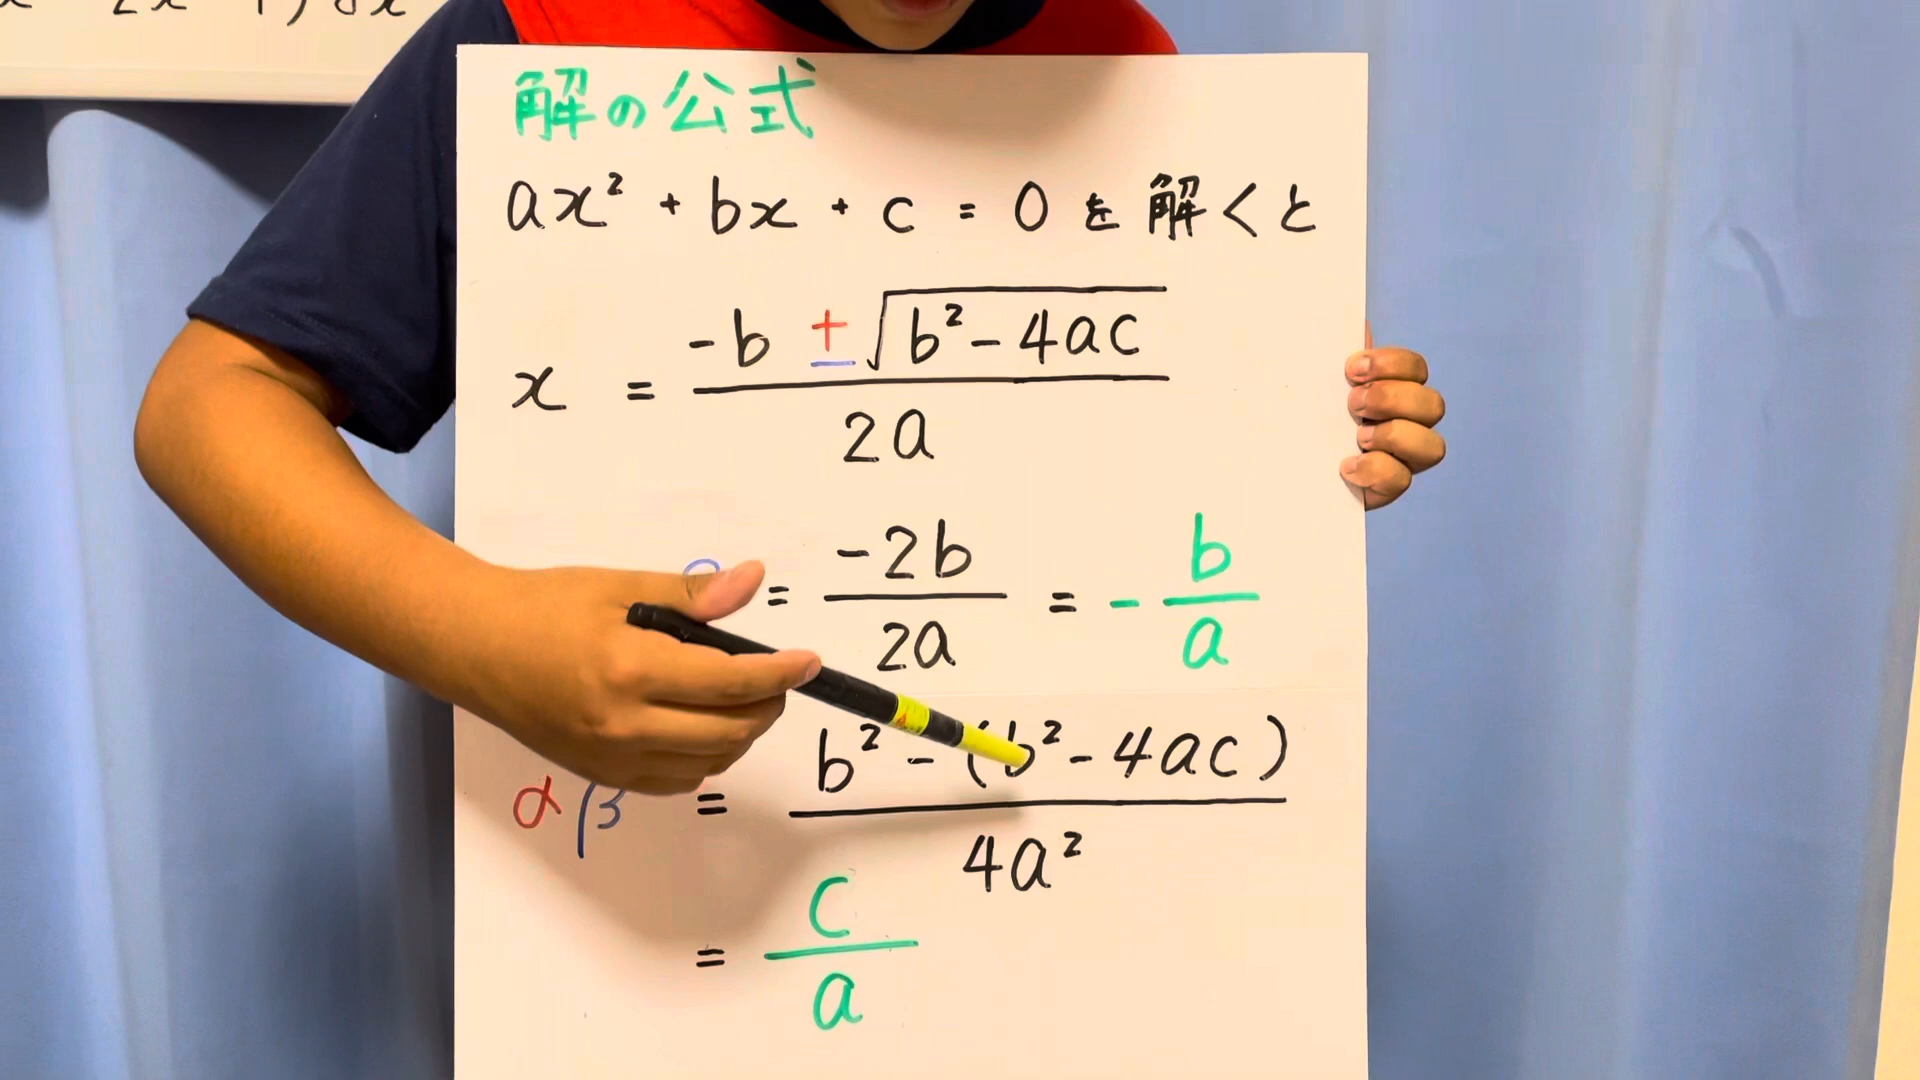 解の公式
ax² + bx + c = 0 を解くと
x = (-b ± √(b² - 4ac)) / 2a
= -2b / 2a = - b / a
αβ = (b² - (b² - 4ac)) / 4a²
= c / a